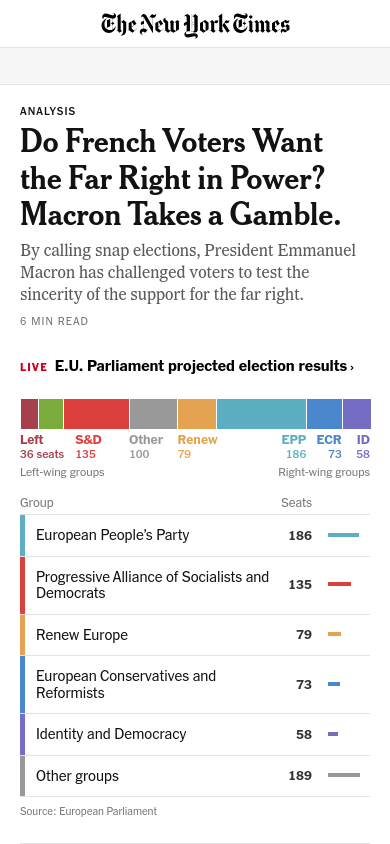 The New York Times
ANALYSIS
Do French Voters Want
the Far Right in Power?
Macron Takes a Gamble.
By calling snap elections, President Emmanuel
Macron has challenged voters to test the
sincerity of the support for the far right.
6 MIN READ
LIVE E.U. Parliament projected election results ›
Left S&D Other Renew EPP ECR ID
36 seats 135 100 79 186 73 58
Left-wing groups Right-wing groups
Group Seats
European People's Party 186
Progressive Alliance of Socialists and
Democrats 135
Renew Europe 79
European Conservatives and
Reformists 73
Identity and Democracy 58
Other groups 189
Source: European Parliament